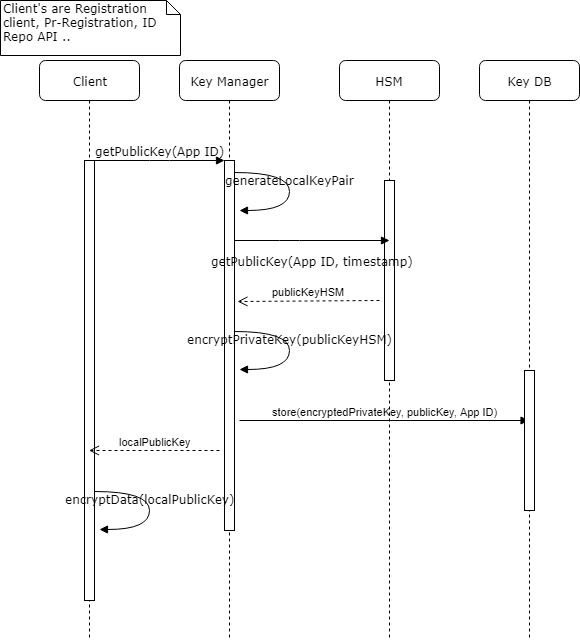 Client's are Registration
client, Pr-Registration, ID
Repo API ..
Client
Key Manager
HSM
Key DB
getPublicKey(App ID)
generateLocalKeyPair
getPublicKey(App ID, timestamp)
publicKeyHSM
encryptPrivateKey(publicKeyHSM)
store(encryptedPrivateKey, publicKey, App ID)
localPublicKey
encryptData(localPublicKey)